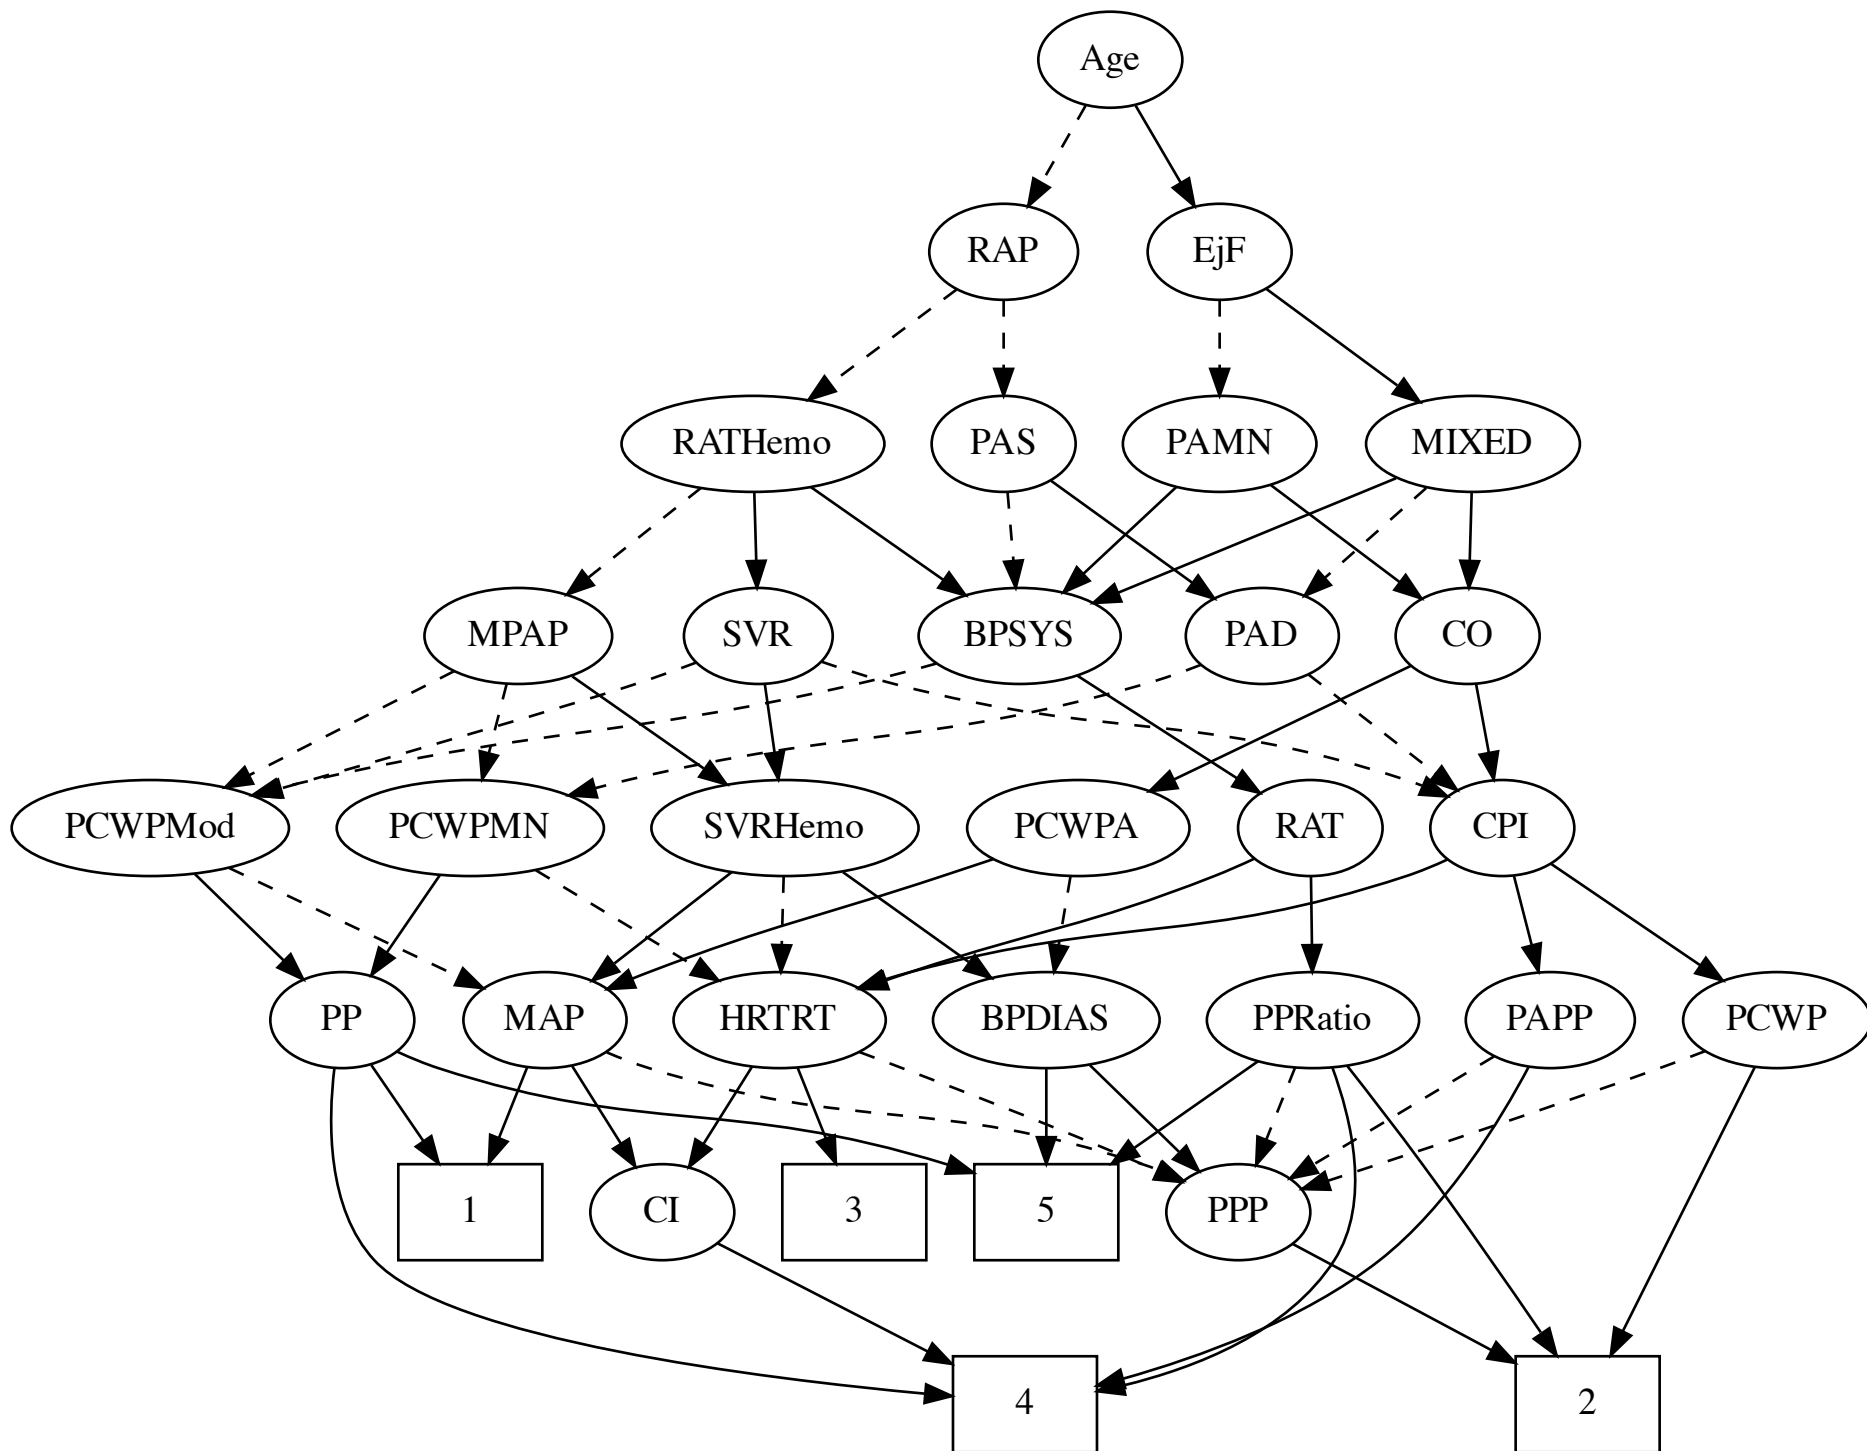 Age
RAP
EjF
RATHemo
PAS
PAMN
MIXED
MPAP
SVR
BPSYS
PAD
CO
PCWPMod
PCWPMN
SVRHemo
PCWPA
RAT
CPI
PP
MAP
HRTRT
BPDIAS
PPRatio
PAPP
PCWP
1
CI
3
5
PPP
4
2